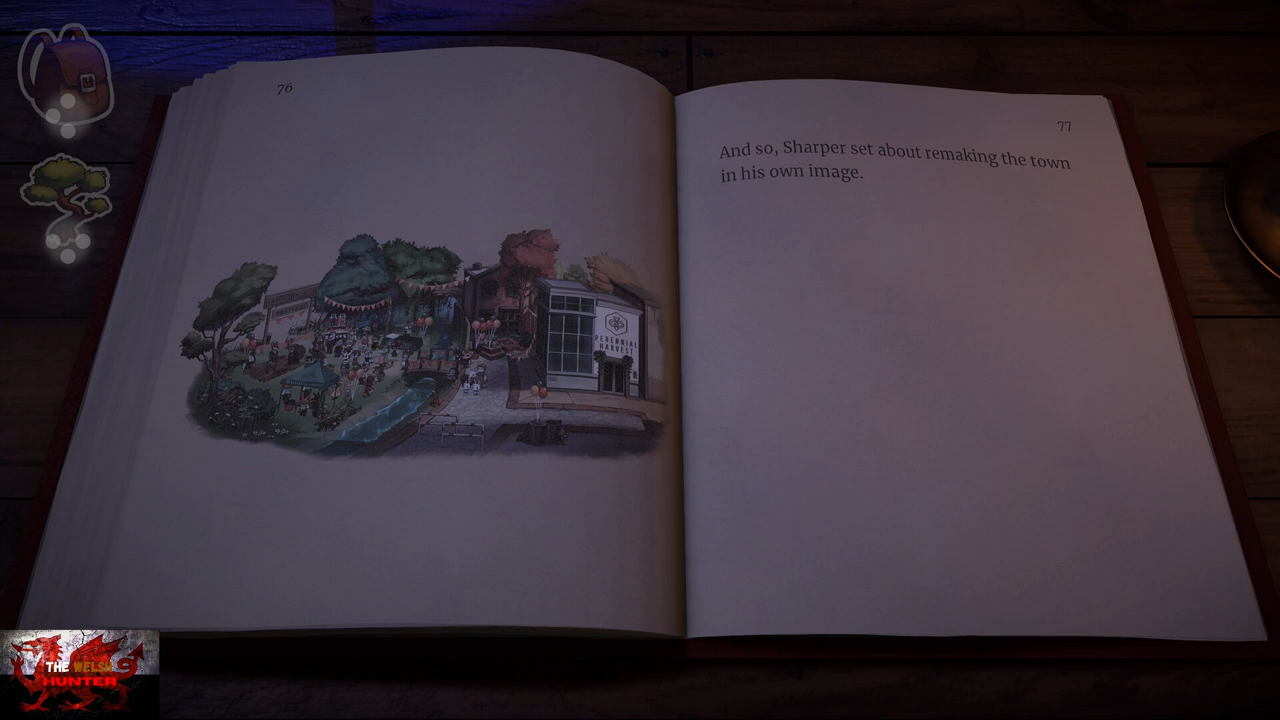 76
77
And so, Sharper set about remaking the town
in his own image.
PERENNIAL
HARVEST
THE WELSH
HUNTER